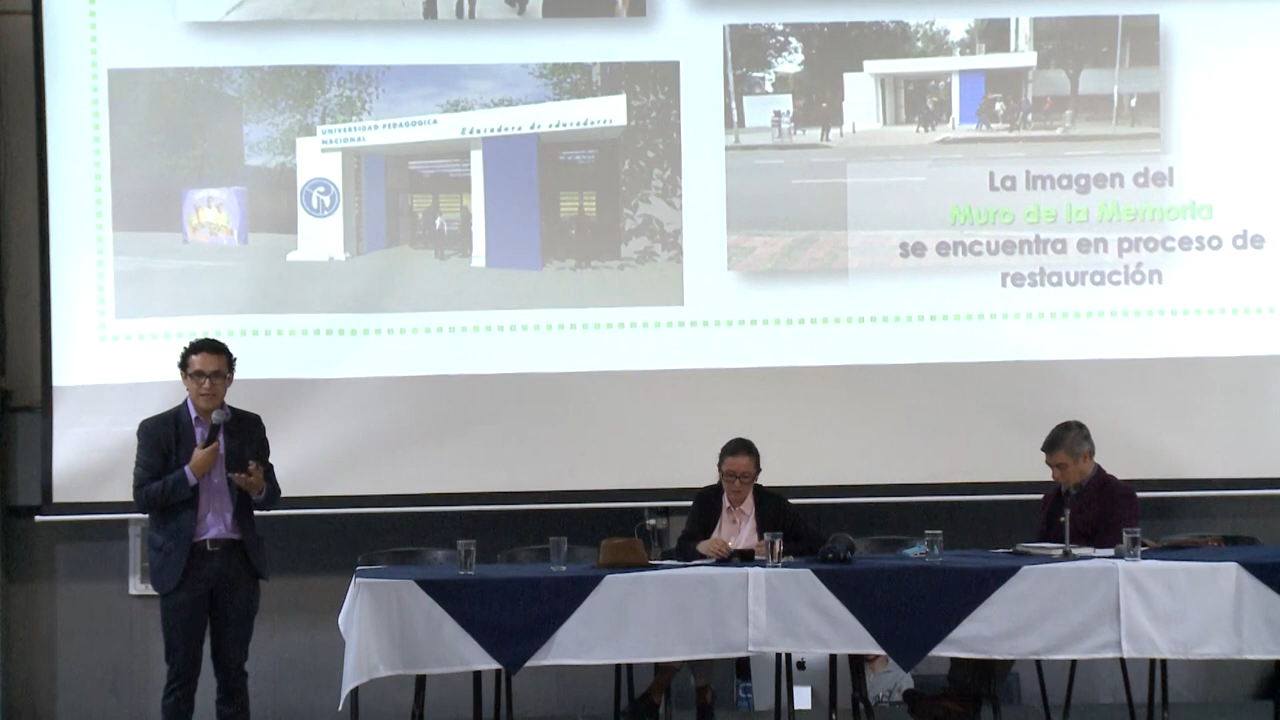 UNIVERSIDAD PEDAGÓGICA
NACIONAL
Educadora de educadores
La imagen del
Muro de la Memoria
se encuentra en proceso de
restauración